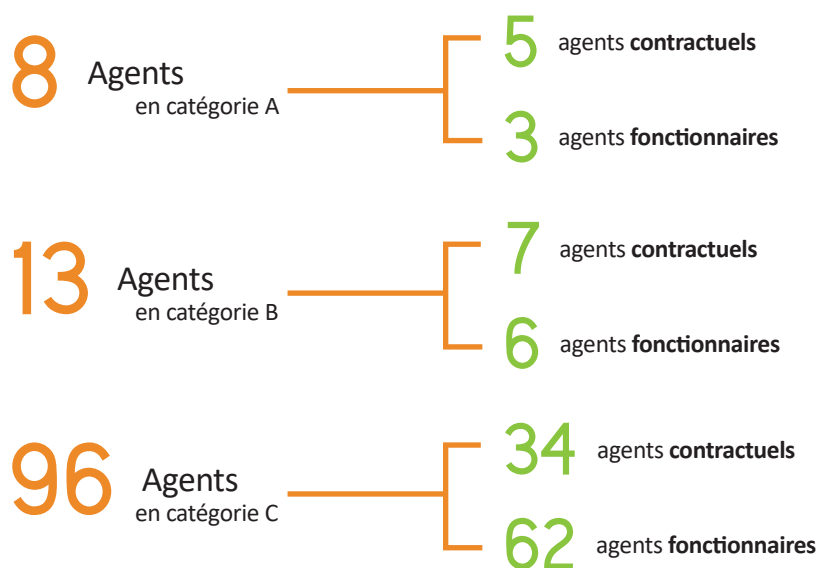 8 Agents
en catégorie A
5 agents contractuels
3 agents fonctionnaires
13 Agents
en catégorie B
7 agents contractuels
6 agents fonctionnaires
96 Agents
en catégorie C
34 agents contractuels
62 agents fonctionnaires